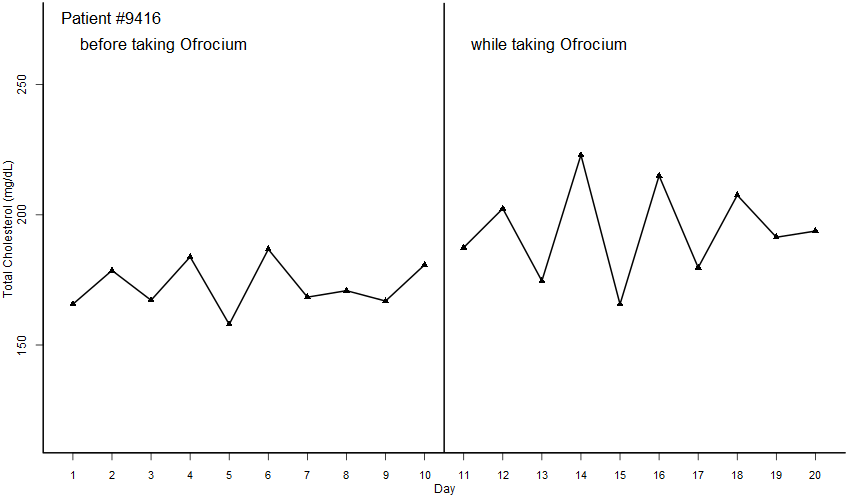 Patient #9416
before taking Ofrocium
while taking Ofrocium
Total Cholesterol (mg/dL)
250
200
150
1 2 3 4 5 6 7 8 9 10 11 12 13 14 15 16 17 18 19 20
Day